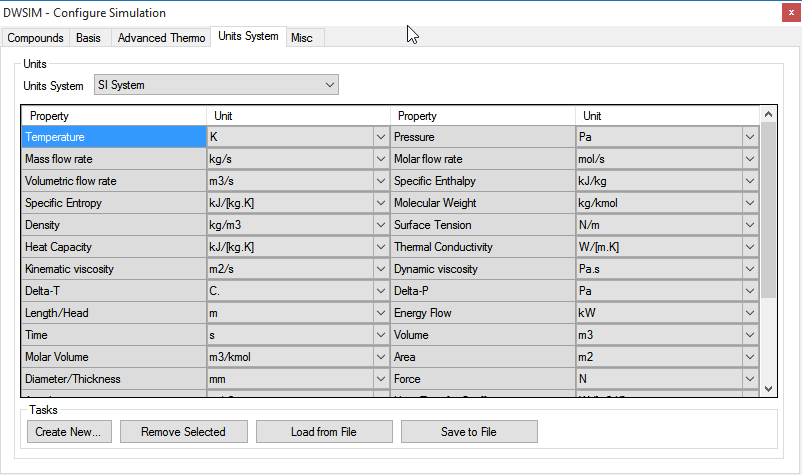 DWSIM - Configure Simulation x
Compounds Basis Advanced Thermo Units System Misc
Units
Units System SI System
Property Unit Property Unit
Temperature K Pressure Pa
Mass flow rate kg/s Molar flow rate mol/s
Volumetric flow rate m3/s Specific Enthalpy kJ/kg
Specific Entropy kJ/[kg.K] Molecular Weight kg/kmol
Density kg/m3 Surface Tension N/m
Heat Capacity kJ/[kg.K] Thermal Conductivity W/[m.K]
Kinematic viscosity m2/s Dynamic viscosity Pa.s
Delta-T C. Delta-P Pa
Length/Head m Energy Flow kW
Time s Volume m3
Molar Volume m3/kmol Area m2
Diameter/Thickness mm Force N
Tasks
Create New... Remove Selected Load from File Save to File